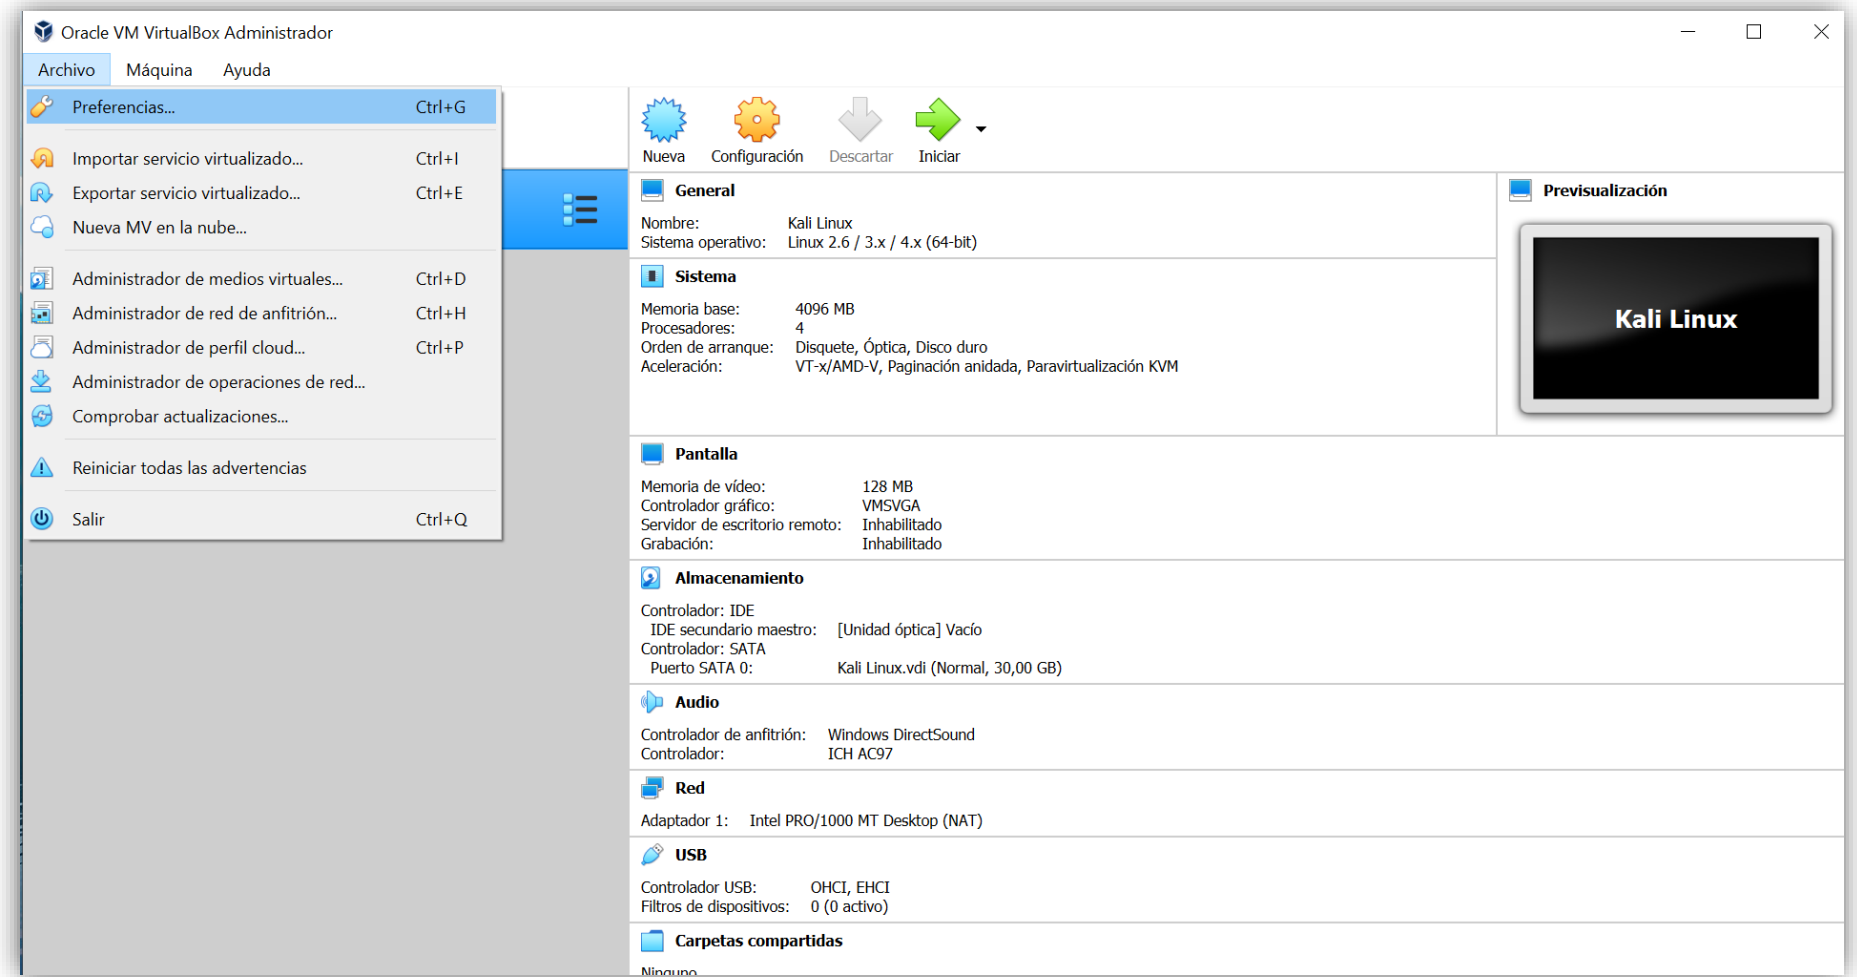 Oracle VM VirtualBox Administrador
Archivo Máquina Ayuda
Preferencias... Ctrl+G
Importar servicio virtualizado... Ctrl+I
Exportar servicio virtualizado... Ctrl+E
Nueva MV en la nube...
Administrador de medios virtuales... Ctrl+D
Administrador de red de anfitrión... Ctrl+H
Administrador de perfil cloud... Ctrl+P
Administrador de operaciones de red...
Comprobar actualizaciones...
Reiniciar todas las advertencias
Salir Ctrl+Q
Nueva Configuración Descartar Iniciar
General
Nombre: Kali Linux
Sistema operativo: Linux 2.6 / 3.x / 4.x (64-bit)
Previsualización
Kali Linux
Sistema
Memoria base: 4096 MB
Procesadores: 4
Orden de arranque: Disquete, Óptica, Disco duro
Aceleración: VT-x/AMD-V, Paginación anidada, Paravirtualización KVM
Pantalla
Memoria de vídeo: 128 MB
Controlador gráfico: VMSVGA
Servidor de escritorio remoto: Inhabilitado
Grabación: Inhabilitado
Almacenamiento
Controlador: IDE
IDE secundario maestro: [Unidad óptica] Vacío
Controlador: SATA
Puerto SATA 0: Kali Linux.vdi (Normal, 30,00 GB)
Audio
Controlador de anfitrión: Windows DirectSound
Controlador: ICH AC97
Red
Adaptador 1: Intel PRO/1000 MT Desktop (NAT)
USB
Controlador USB: OHCI, EHCI
Filtros de dispositivos: 0 (0 activo)
Carpetas compartidas
Ninguno